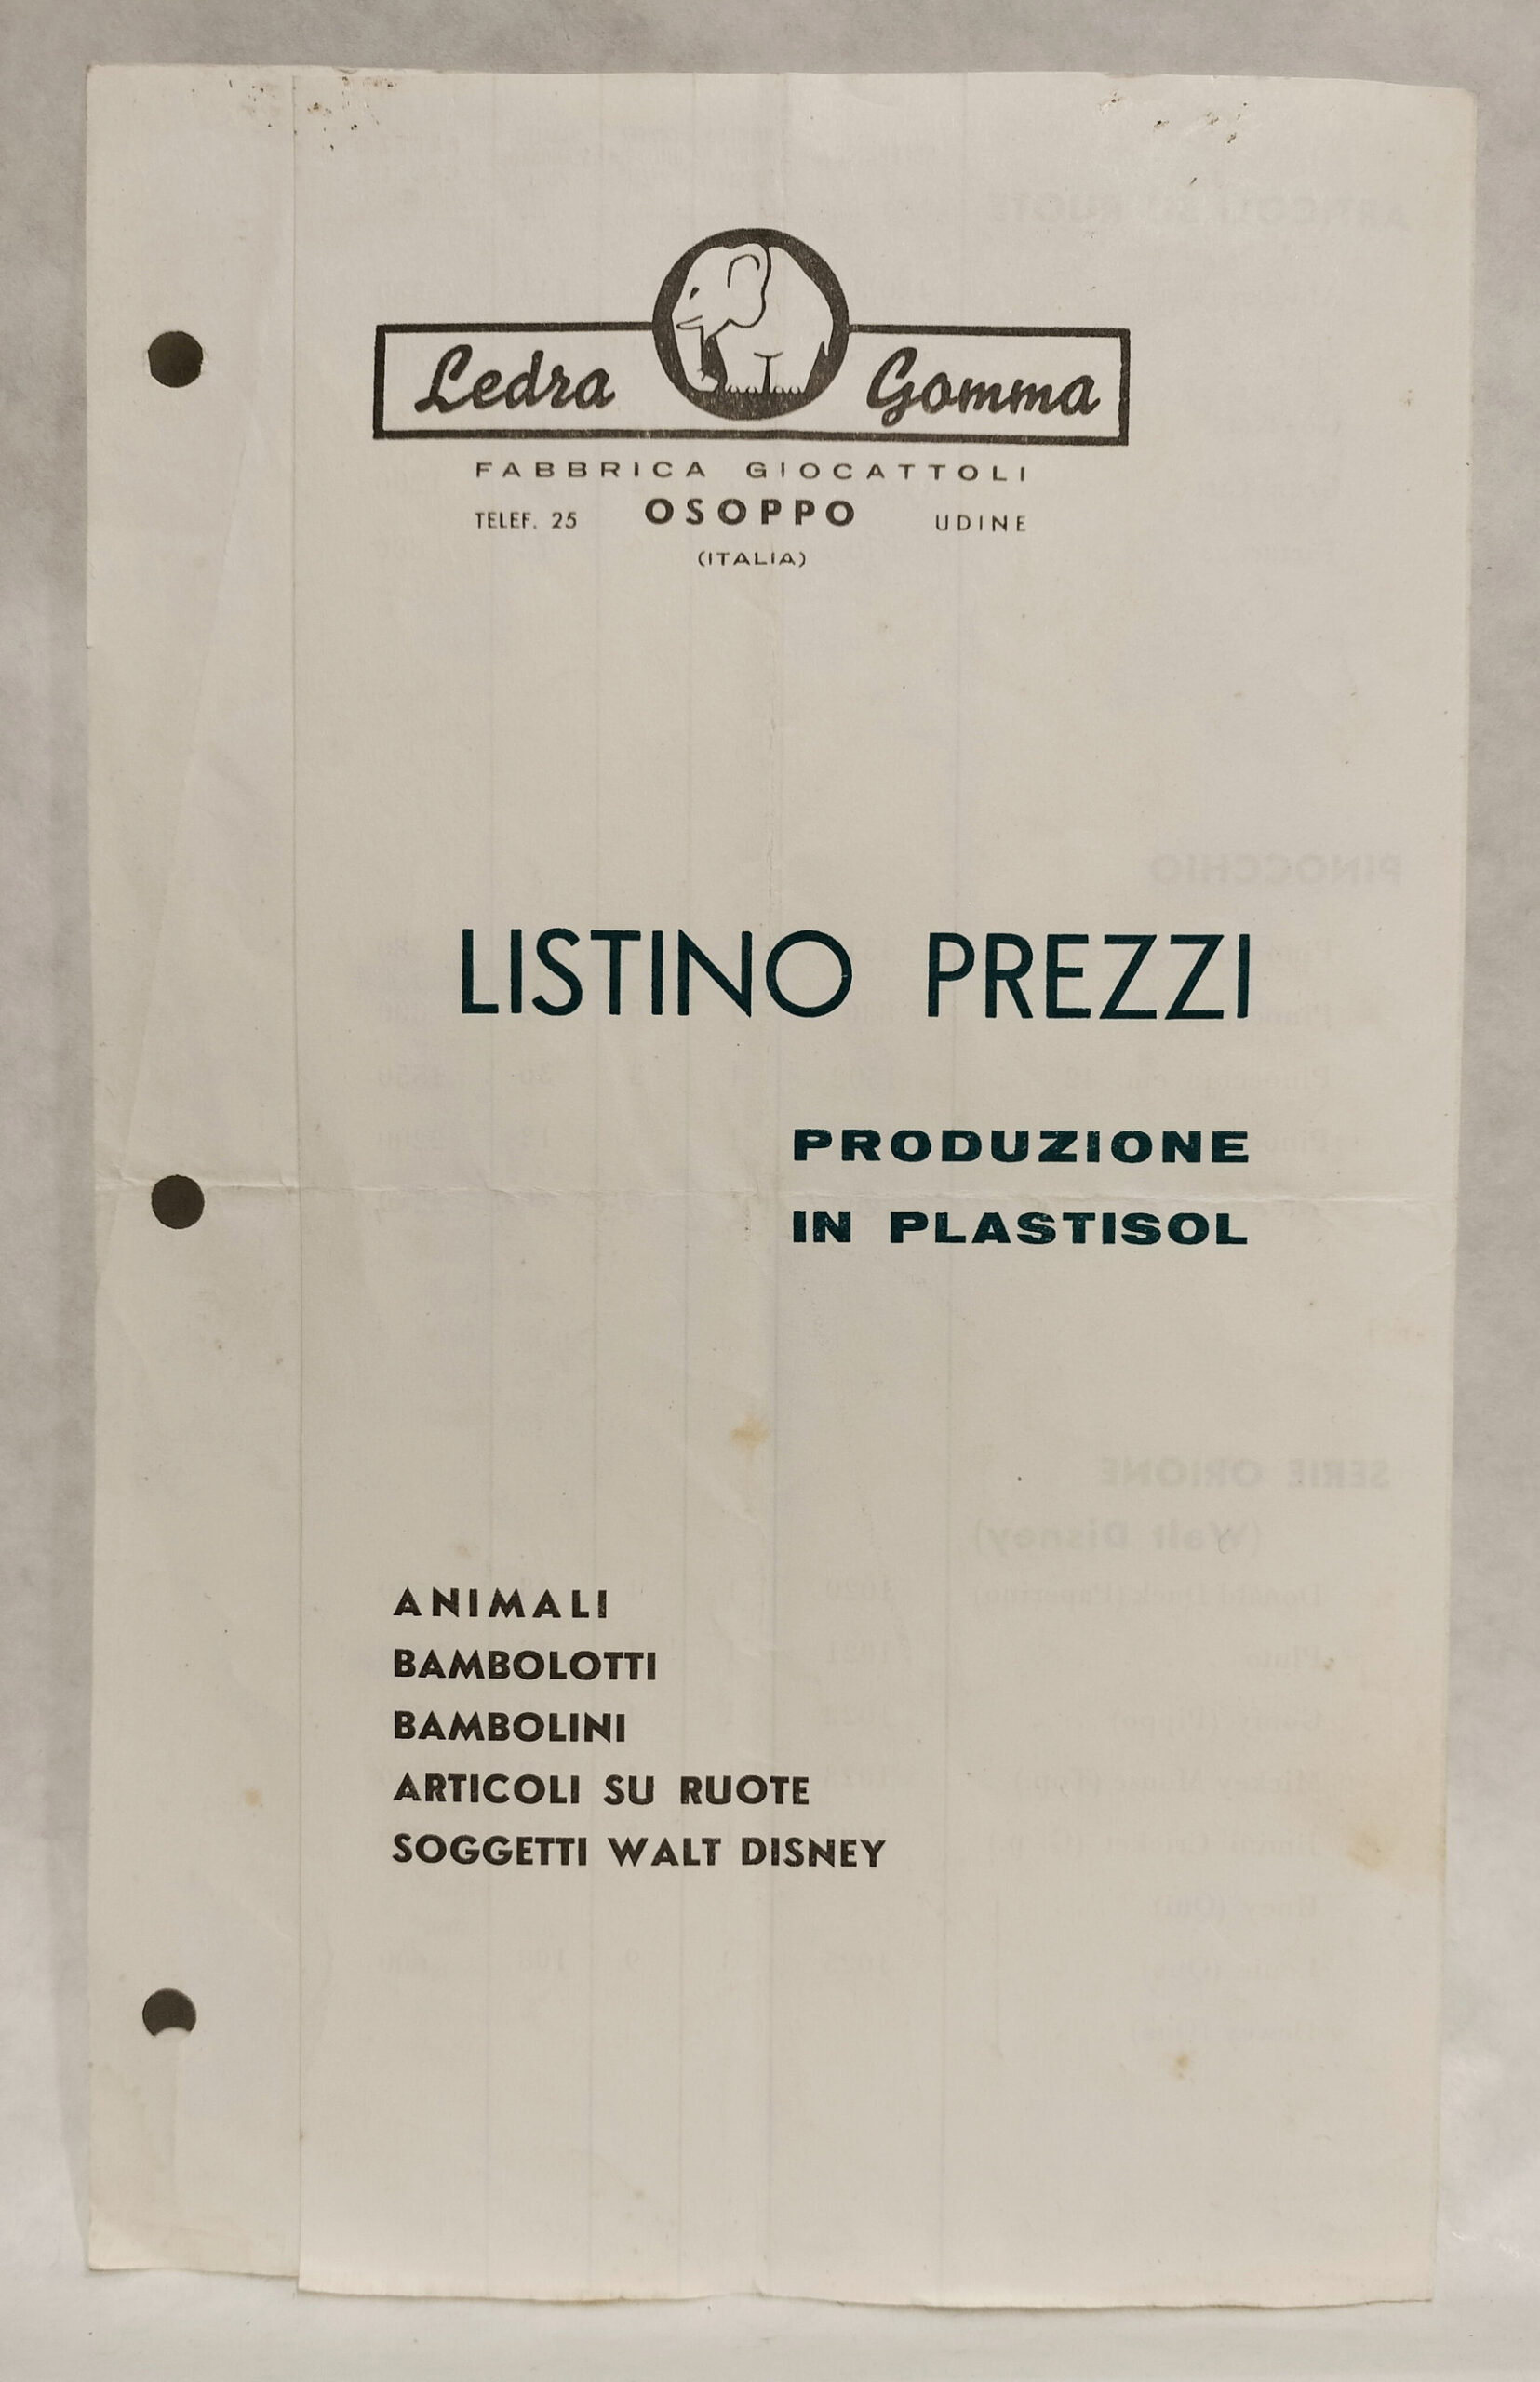 Ledra Gomma
FABBRICA GIOCATTOLI
TELEF. 25 OSOPPO UDINE
(ITALIA)
LISTINO PREZZI
PRODUZIONE
IN PLASTISOL
ANIMALI
BAMBOLOTTI
BAMBOLINI
ARTICOLI SU RUOTE
SOGGETTI WALT DISNEY